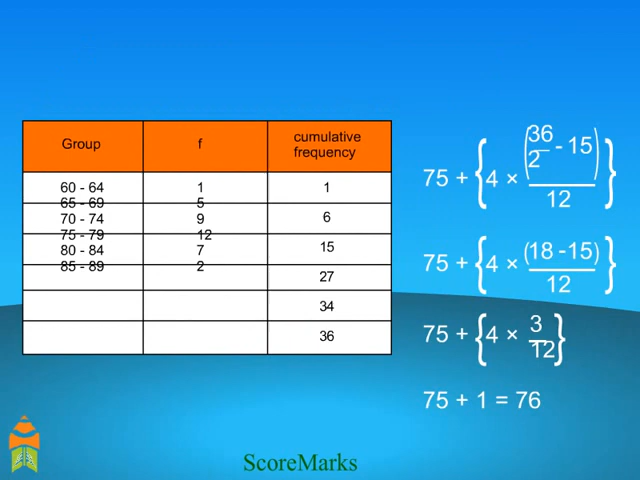 Group f cumulative frequency
60 - 64 1 1
65 - 69 5 6
70 - 74 9 15
75 - 79 12 27
80 - 84 7 34
85 - 89 2 36
75 + { 4 × (36/2 - 15) / 12 }
75 + { 4 × (18 -15) / 12 }
75 + { 4 × 3/12 }
75 + 1 = 76
ScoreMarks